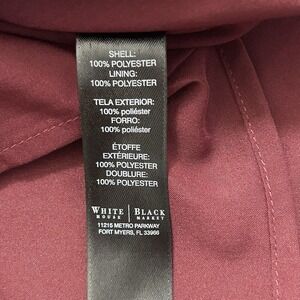 SHELL:
100% POLYESTER
LINING:
100% POLYESTER
TELA EXTERIOR:
100% poliéster
FORRO:
100% poliéster
ÉTOFFE
EXTÉRIEURE:
100% POLYESTER
DOUBLURE:
100% POLYESTER
WHITE | BLACK
HOUSE | MARKET
11215 METRO PARKWAY
FORT MYERS, FL 33966